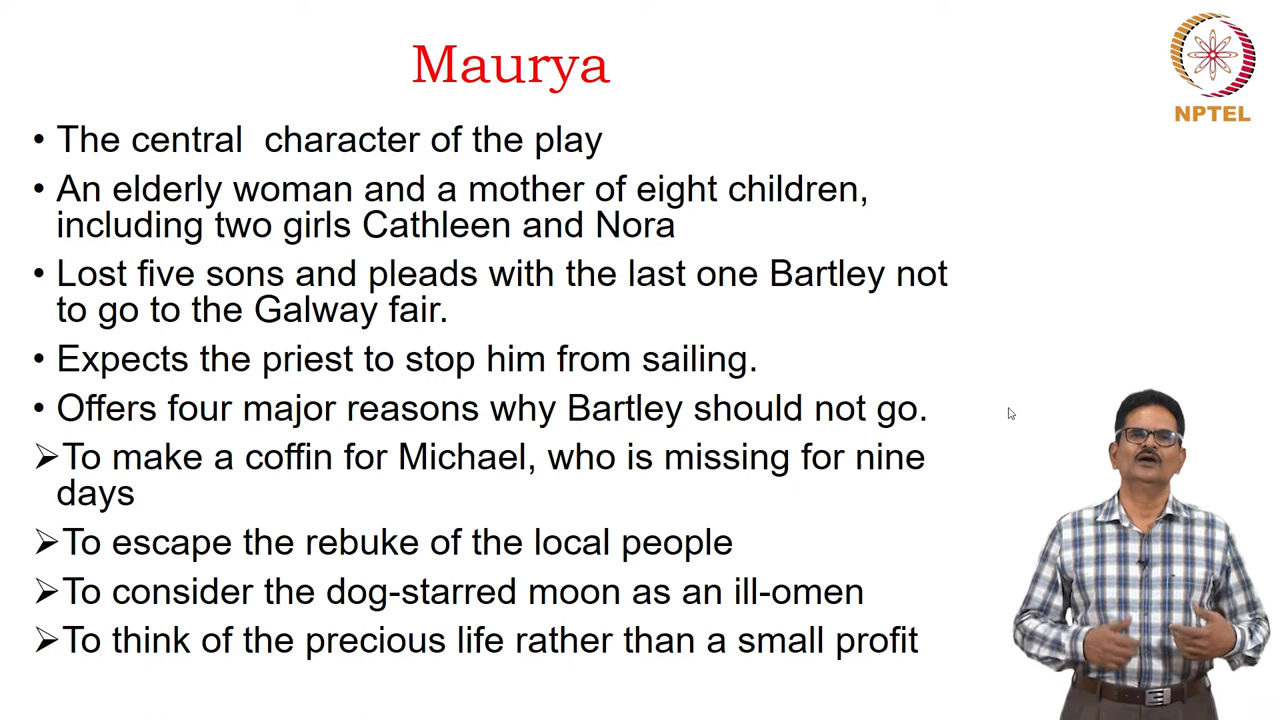 Maurya
NPTEL
• The central  character of the play
• An elderly woman and a mother of eight children,
including two girls Cathleen and Nora
• Lost five sons and pleads with the last one Bartley not
to go to the Galway fair.
• Expects the priest to stop him from sailing.
• Offers four major reasons why Bartley should not go.
➢To make a coffin for Michael, who is missing for nine
days
➢To escape the rebuke of the local people
➢To consider the dog-starred moon as an ill-omen
➢To think of the precious life rather than a small profit